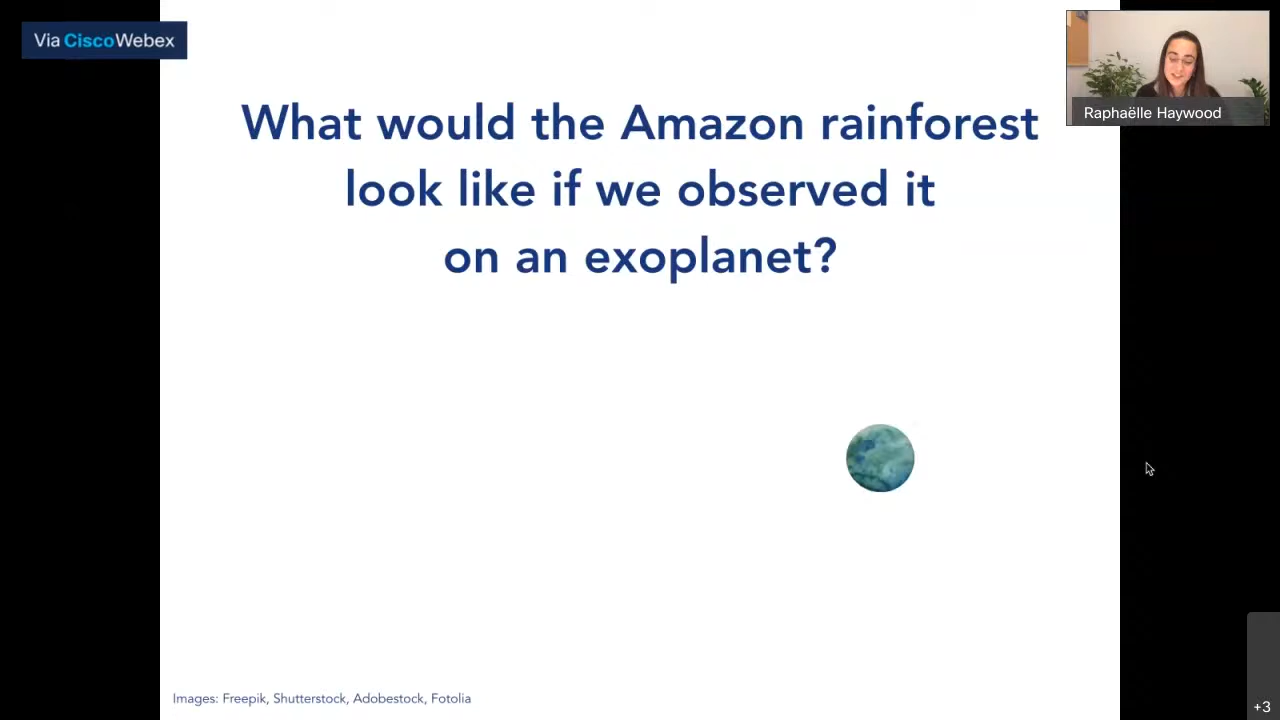 Via CiscoWebex
Raphaëlle Haywood
What would the Amazon rainforest
look like if we observed it
on an exoplanet?
Images: Freepik, Shutterstock, Adobestock, Fotolia
+3